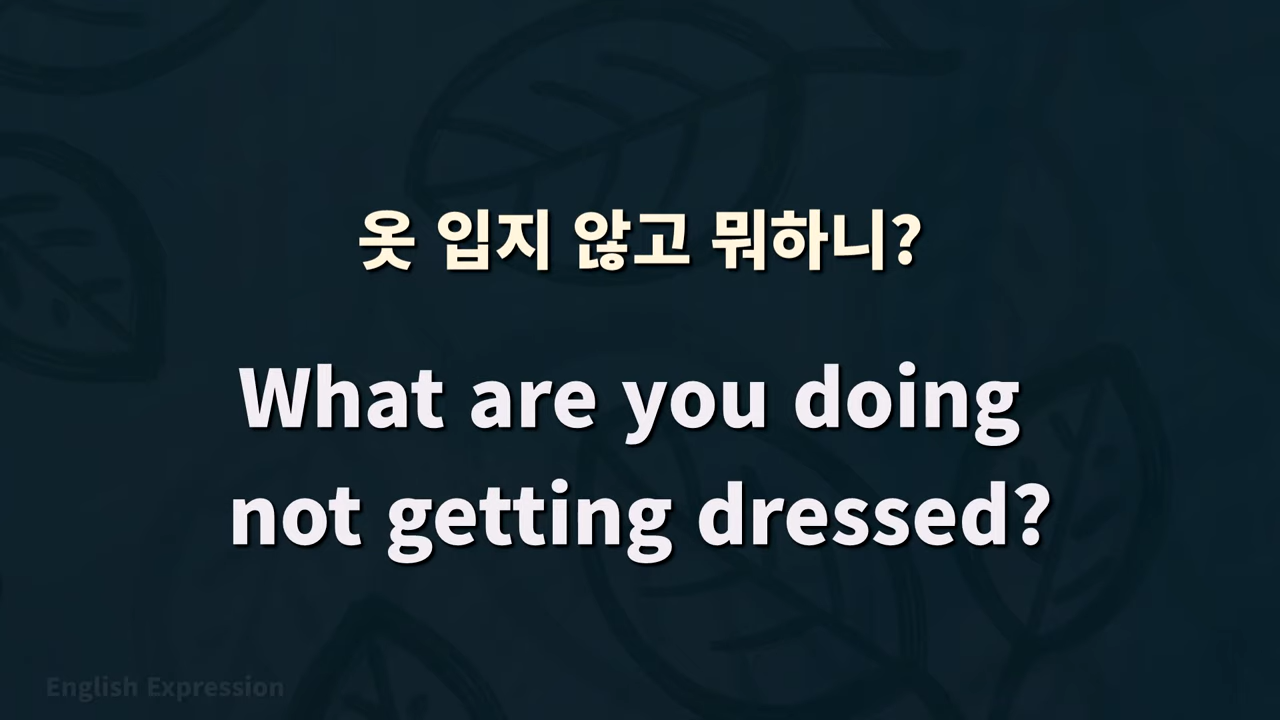 옷 입지 않고 뭐하니?
What are you doing
not getting dressed?
English Expression